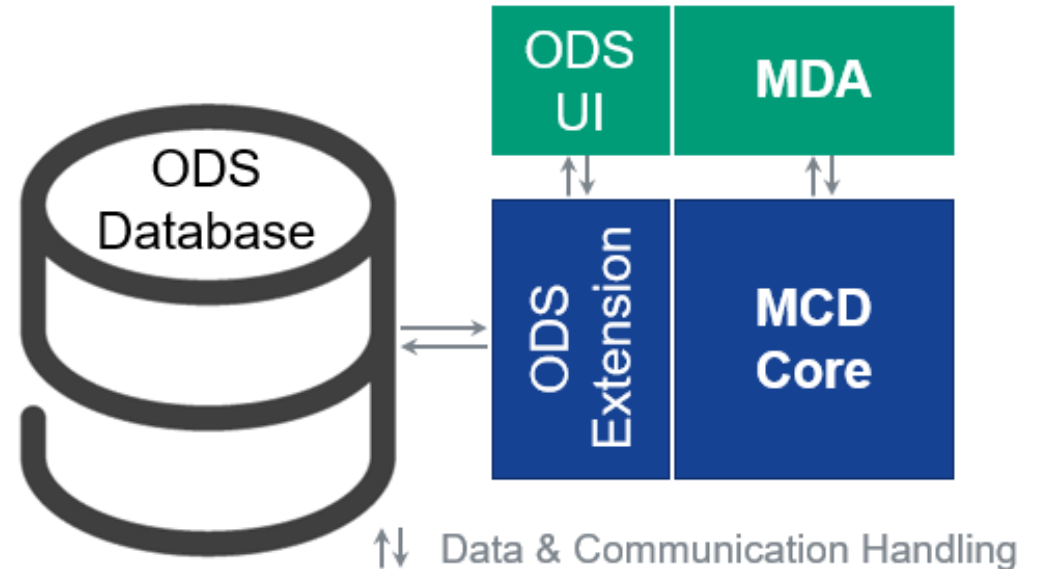 ODS
Database
ODS
UI
MDA
ODS
Extension
MCD
Core
Data & Communication Handling